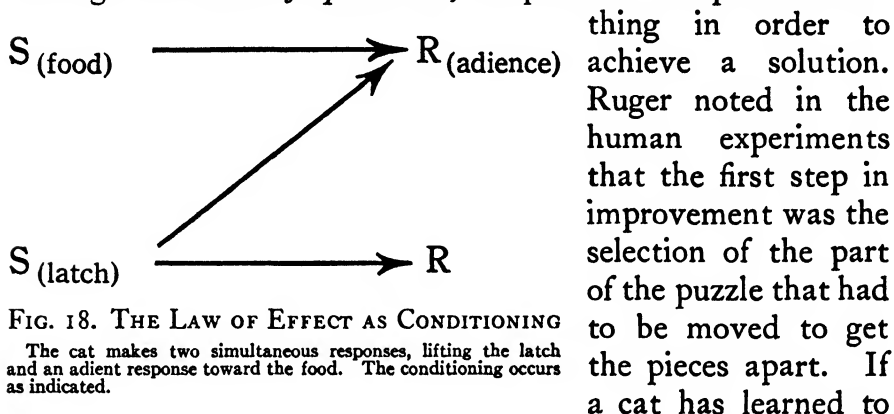 S (food) R (adience)
S (latch) R
FIG. 18. THE LAW OF EFFECT AS CONDITIONING
The cat makes two simultaneous responses, lifting the latch
and an adient response toward the food. The conditioning occurs
as indicated.
thing in order to
achieve a solution.
Ruger noted in the
human experiments
that the first step in
improvement was the
selection of the part
of the puzzle that had
to be moved to get
the pieces apart. If
a cat has learned to